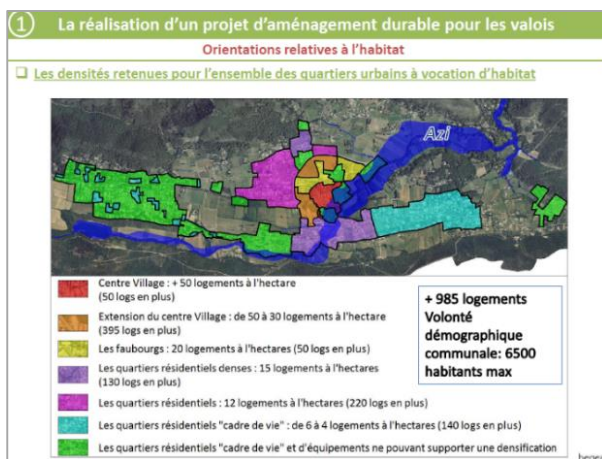 1 La réalisation d'un projet d'aménagement durable pour les valois
Orientations relatives à l'habitat
Les densités retenues pour l'ensemble des quartiers urbains à vocation d'habitat
Azi
Centre Village : + 50 logements à l'hectare
(50 logs en plus)
Extension du centre Village : de 50 à 30 logements à l'hectare
(395 logs en plus)
Les faubourgs : 20 logements à l'hectares (50 logs en plus)
Les quartiers résidentiels denses : 15 logements à l'hectares
(130 logs en plus)
Les quartiers résidentiels : 12 logements à l'hectares (220 logs en plus)
Les quartiers résidentiels "cadre de vie" : de 6 à 4 logements à l'hectares (140 logs en plus)
Les quartiers résidentiels "cadre de vie" et d'équipements ne pouvant supporter une densification
+ 985 logements
Volonté
démographique
communale: 6500
habitants max